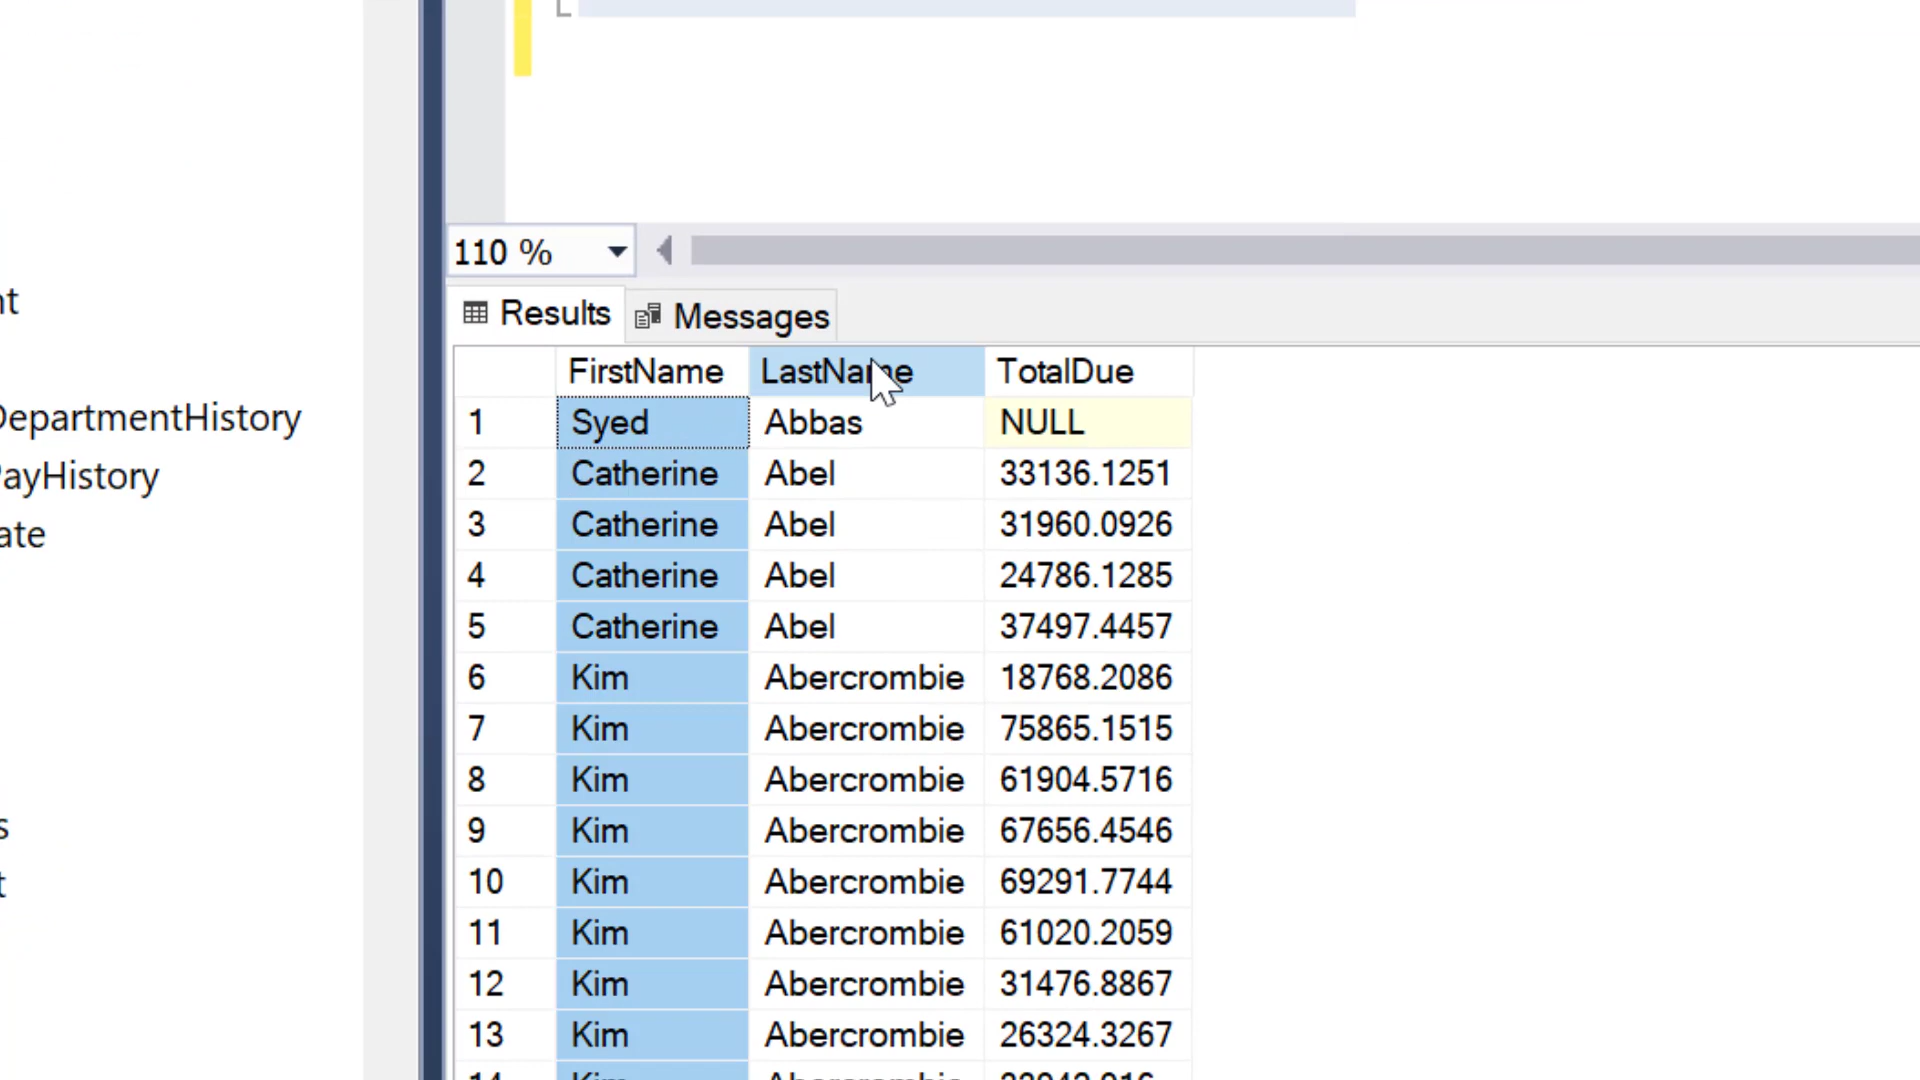 110 %
nt
Results
Messages
FirstName LastName TotalDue
DepartmentHistory
1 Syed Abbas NULL
PayHistory
2 Catherine Abel 33136.1251
ate
3 Catherine Abel 31960.0926
4 Catherine Abel 24786.1285
5 Catherine Abel 37497.4457
6 Kim Abercrombie 18768.2086
7 Kim Abercrombie 75865.1515
8 Kim Abercrombie 61904.5716
s
9 Kim Abercrombie 67656.4546
t
10 Kim Abercrombie 69291.7744
11 Kim Abercrombie 61020.2059
12 Kim Abercrombie 31476.8867
13 Kim Abercrombie 26324.3267